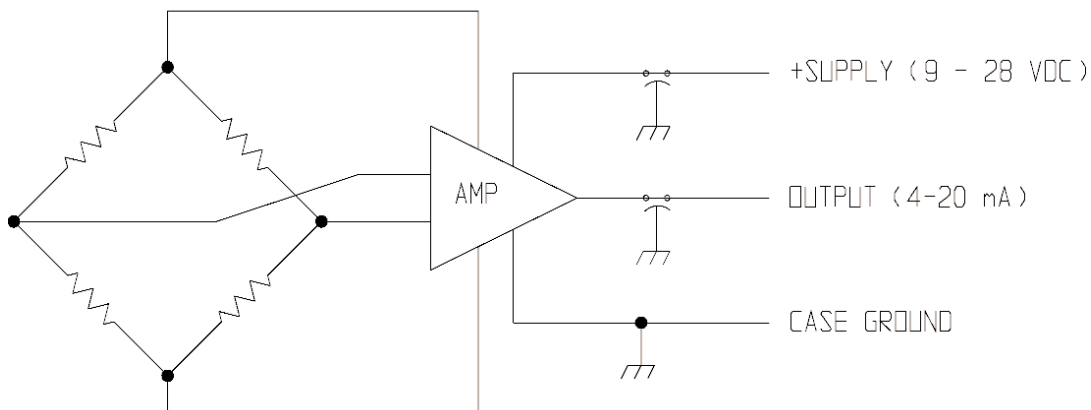 +SUPPLY (9 - 28 VDC)
AMP
OUTPUT (4-20 mA)
CASE GROUND